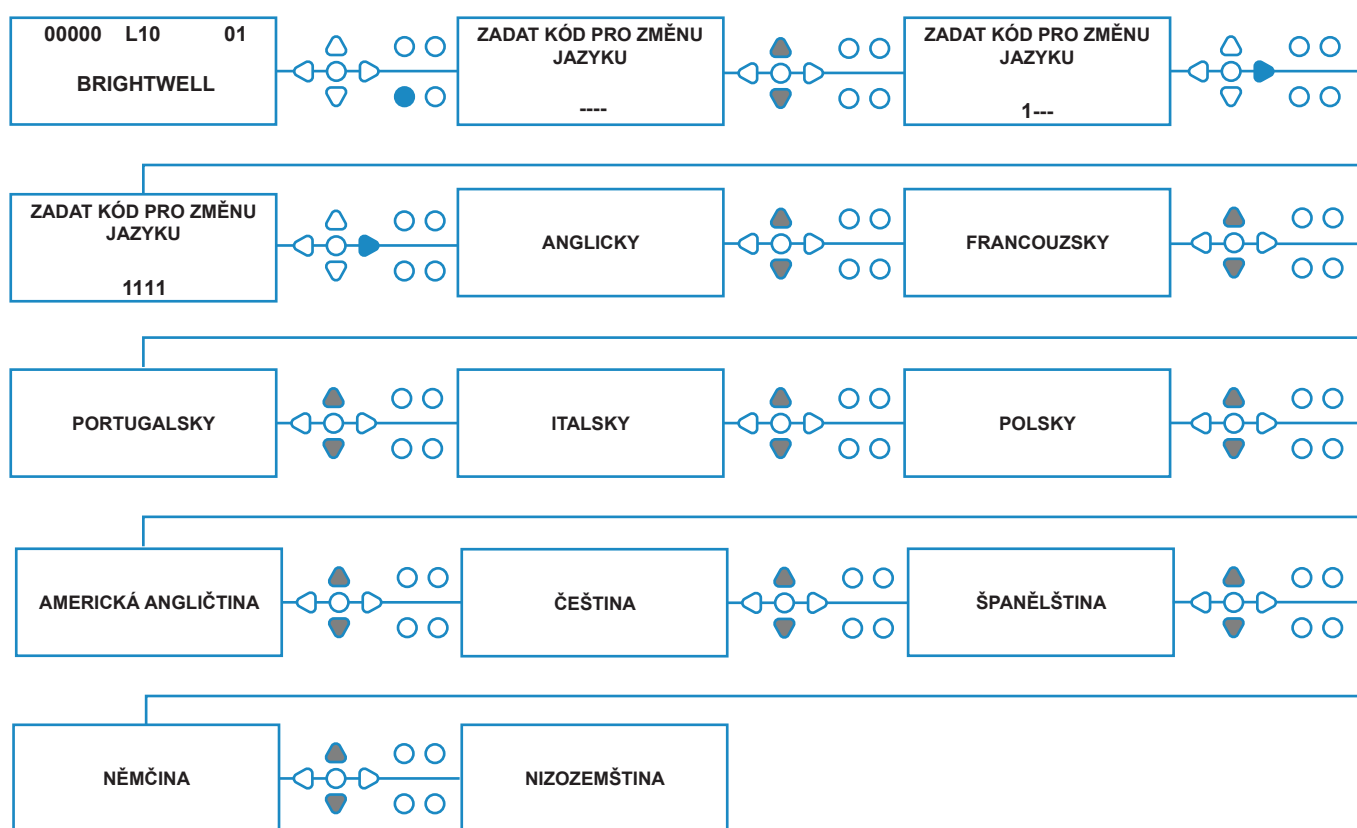 00000 L10 01
BRIGHTWELL
ZADAT KÓD PRO ZMĚNU
JAZYKU
----
ZADAT KÓD PRO ZMĚNU
JAZYKU
1---
ZADAT KÓD PRO ZMĚNU
JAZYKU
1111
ANGLICKY
FRANCOUZSKY
PORTUGALSKY
ITALSKY
POLSKY
AMERICKÁ ANGLIČTINA
ČEŠTINA
ŠPANĚLŠTINA
NĚMČINA
NIZOZEMŠTINA